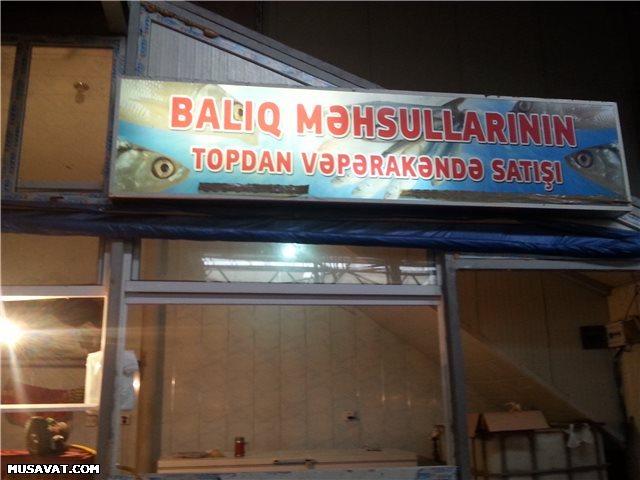 BALIQ MƏHSULLARININ
TOPDAN VƏPƏRAKƏNDƏ SATIŞI
MUSAVAT.COM